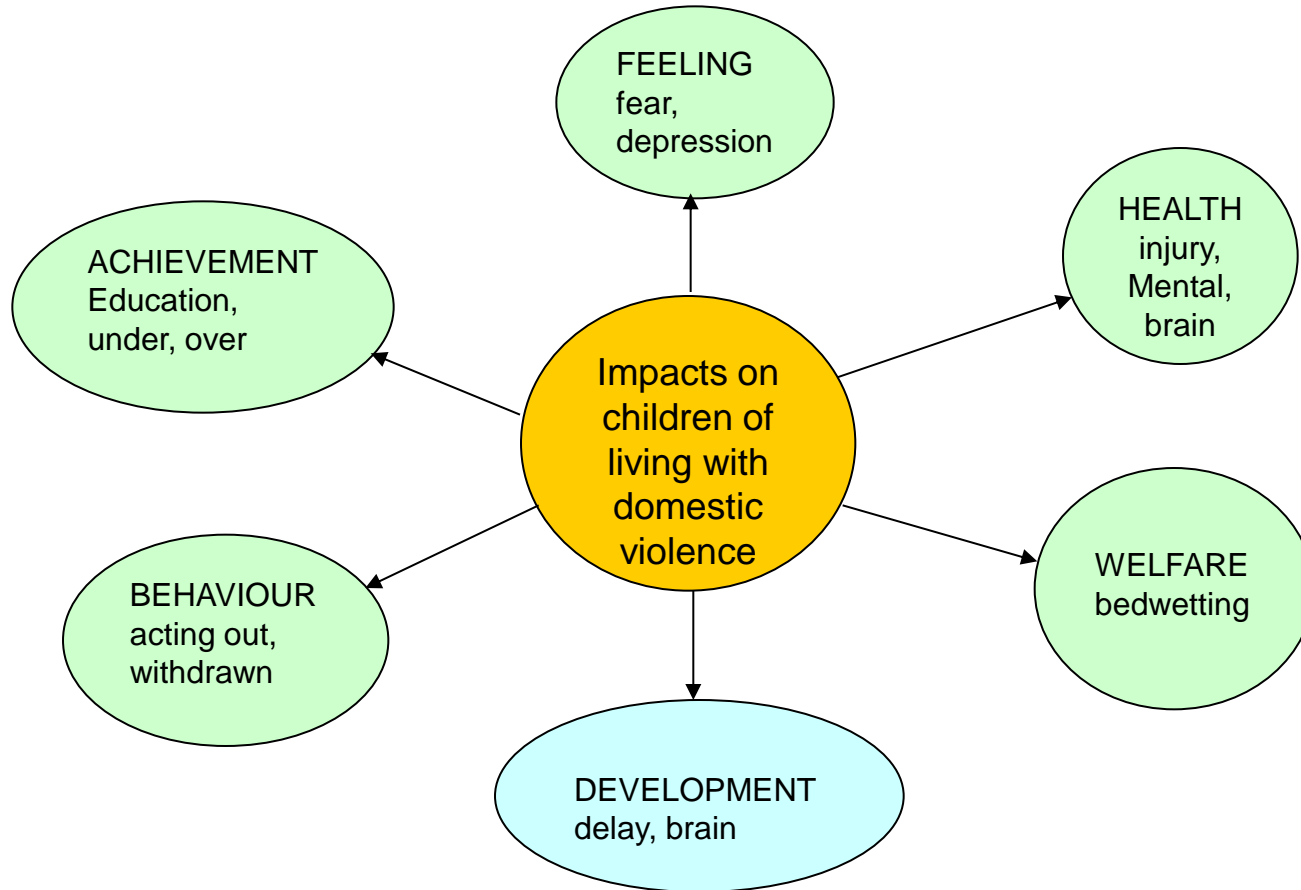 FEELING
fear,
depression
HEALTH
injury,
Mental,
brain
ACHIEVEMENT
Education,
under, over
Impacts on
children of
living with
domestic
violence
WELFARE
bedwetting
BEHAVIOUR
acting out,
withdrawn
DEVELOPMENT
delay, brain